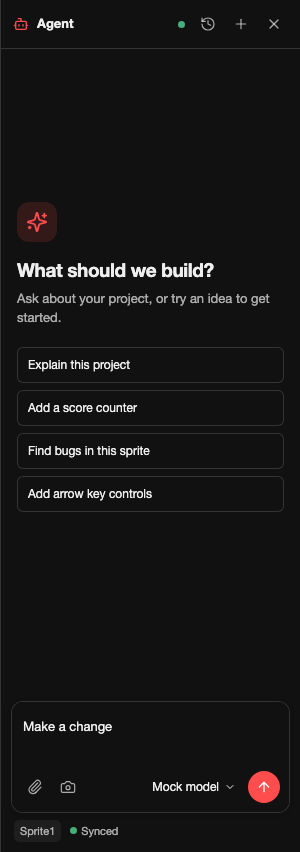 Agent
What should we build?
Ask about your project, or try an idea to get
started.
Explain this project
Add a score counter
Find bugs in this sprite
Add arrow key controls
Make a change
Mock model
Sprite1
Synced